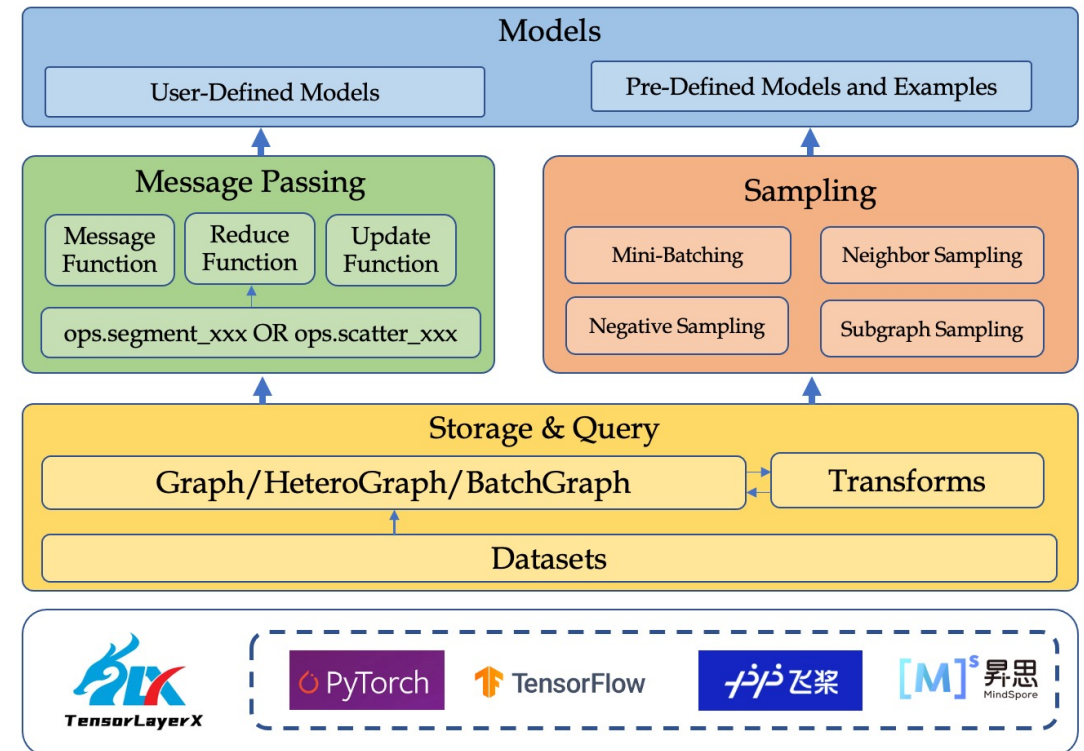 Models
User-Defined Models
Pre-Defined Models and Examples
Message Passing
Message
Function
Reduce
Function
Update
Function
ops.segment_xxx OR ops.scatter_xxx
Sampling
Mini-Batching
Neighbor Sampling
Negative Sampling
Subgraph Sampling
Storage & Query
Graph/HeteroGraph/BatchGraph
Transforms
Datasets
TLX
TensorLayerX
PyTorch
TensorFlow
飞桨
[M]s 昇思
MindSpore